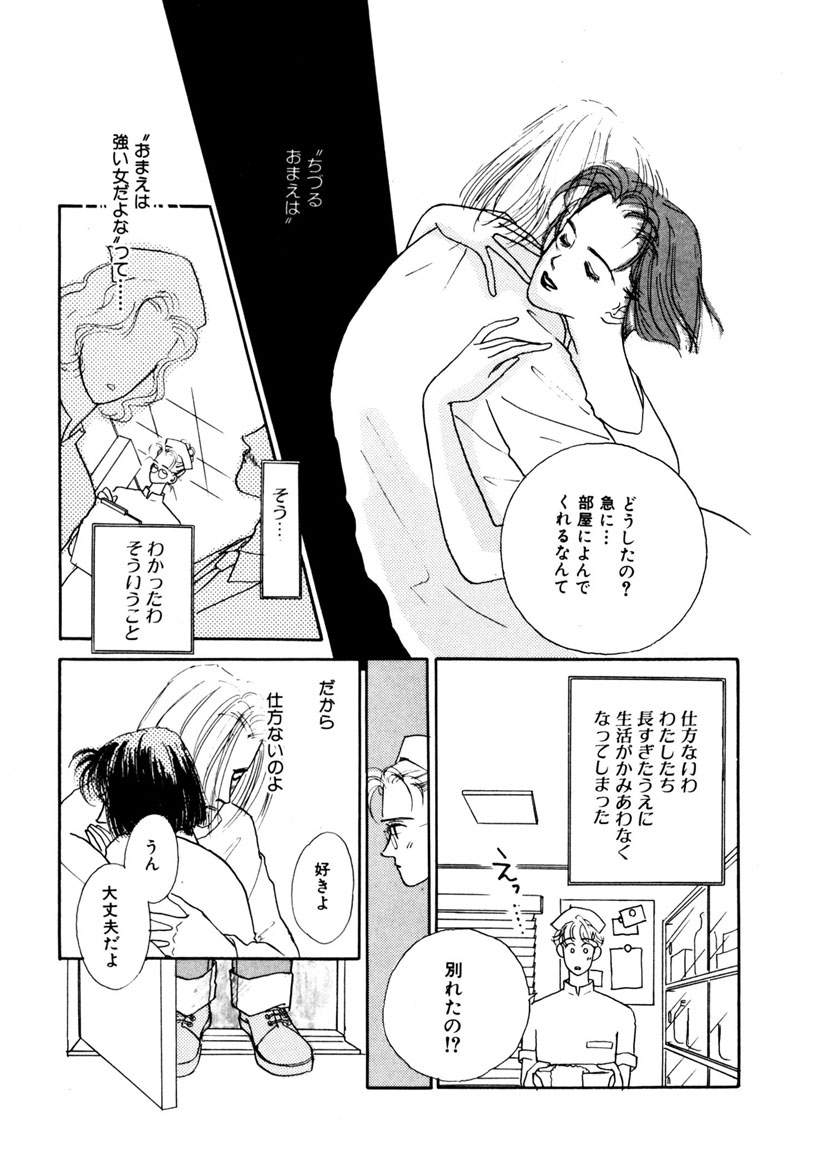 どうしたの?
急に…
部屋によんで
くれるなんて
〝ちづる
おまえは〟
〝おまえは
強い女だよな〟って……
そう…
わかったわ
そういうこと
仕方ないわ
わたしたち
長すぎたうえに
生活がかみあわなく
なってしまった
えっ
別れたの!?
だから
仕方ないのよ
好きよ
うん
大丈夫だよ